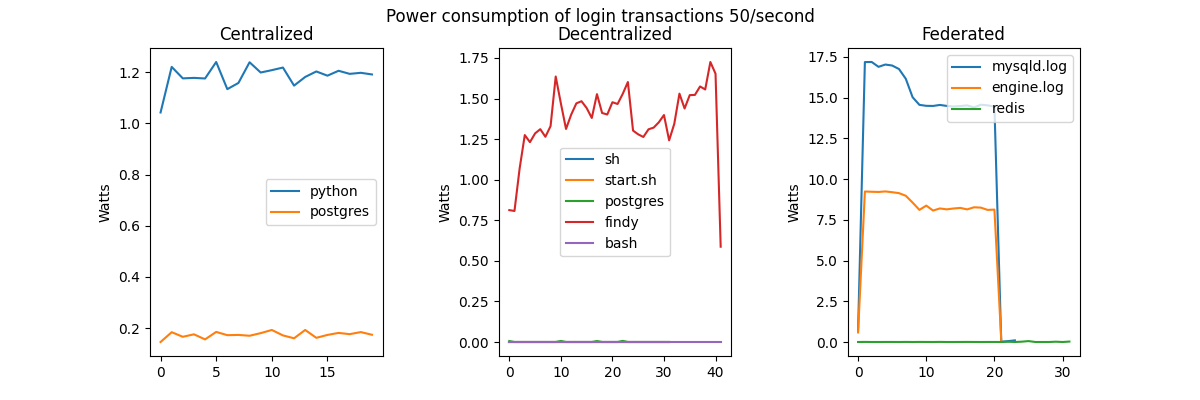 Power consumption of login transactions 50/second
Centralized
Watts
1.2
1.0
0.8
0.6
0.4
0.2
python
postgres
0 5 10 15
Decentralized
Watts
1.75
1.50
1.25
1.00
0.75
0.50
0.25
0.00
sh
start.sh
postgres
findy
bash
0 10 20 30 40
Federated
Watts
17.5
15.0
12.5
10.0
7.5
5.0
2.5
0.0
mysqld.log
engine.log
redis
0 10 20 30